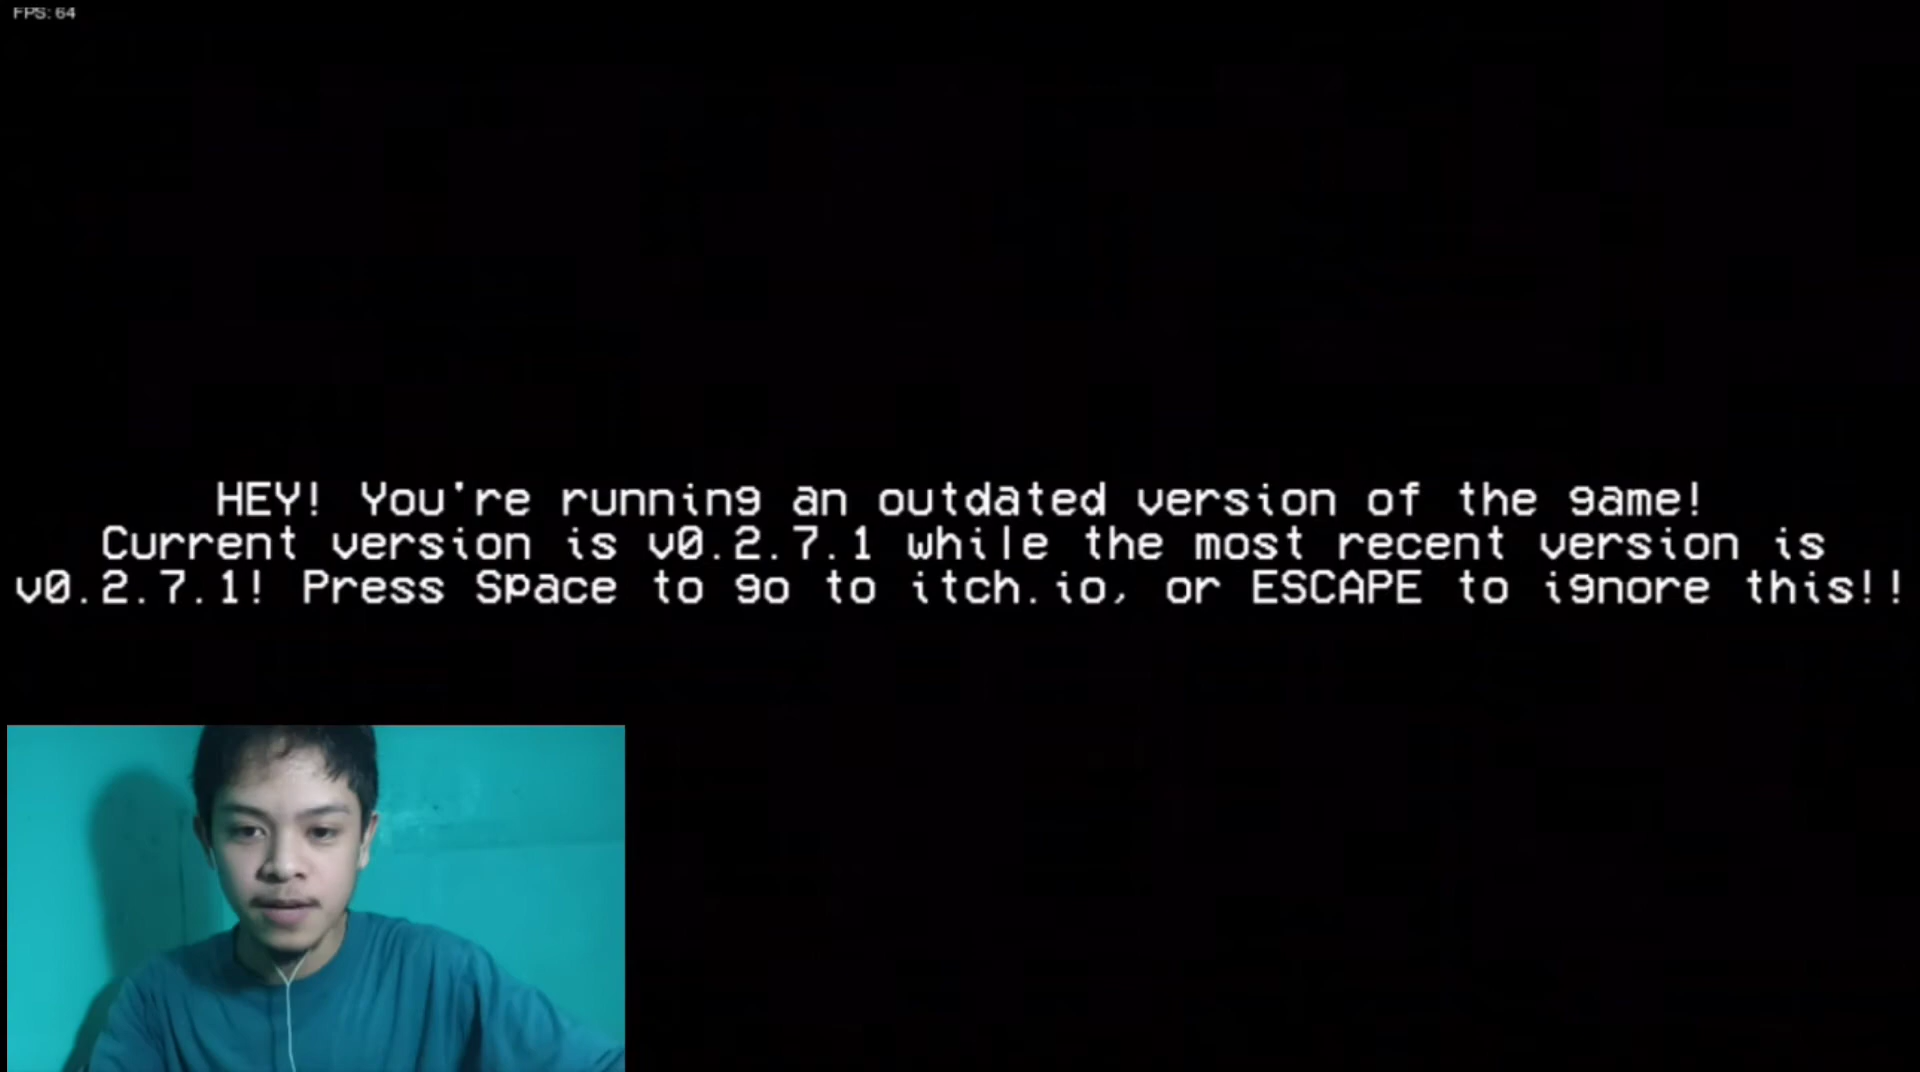 FPS: 64
HEY! You're running an outdated version of the game!
Current version is v0.2.7.1 while the most recent version is
v0.2.7.1! Press Space to go to itch.io, or ESCAPE to ignore this!!